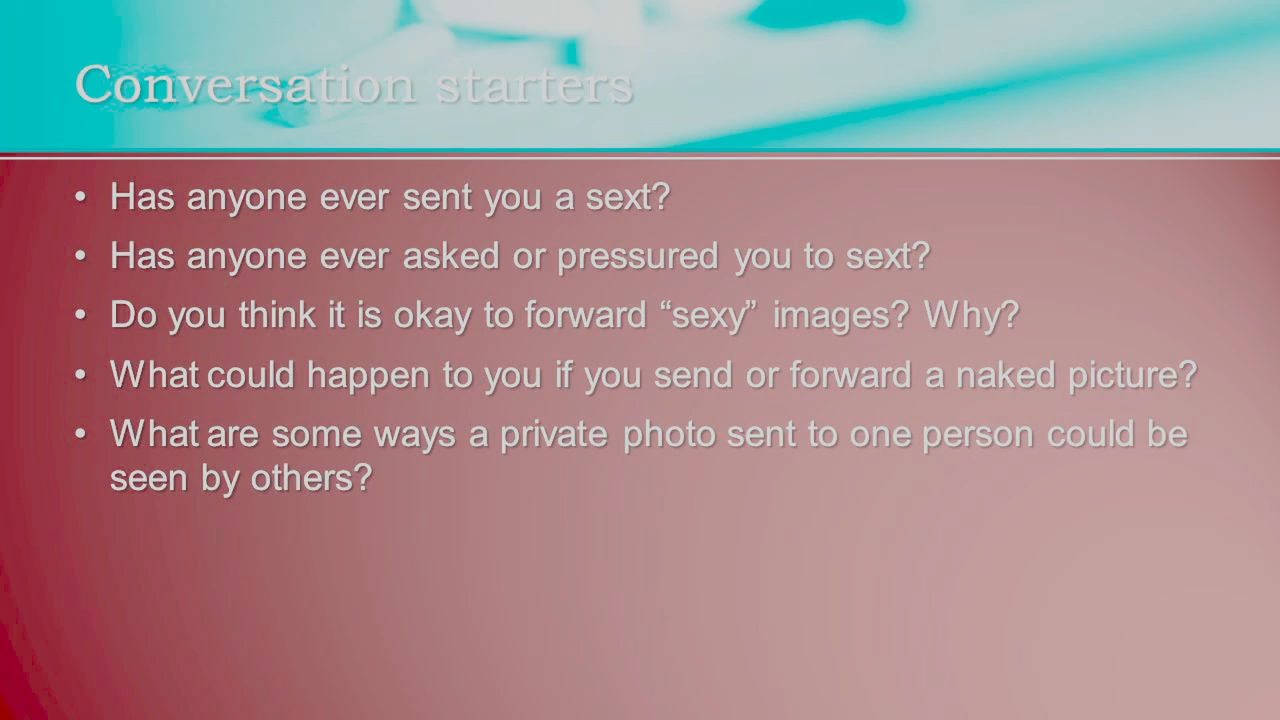 Conversation starters
• Has anyone ever sent you a sext?
• Has anyone ever asked or pressured you to sext?
• Do you think it is okay to forward “sexy” images? Why?
• What could happen to you if you send or forward a naked picture?
• What are some ways a private photo sent to one person could be
seen by others?